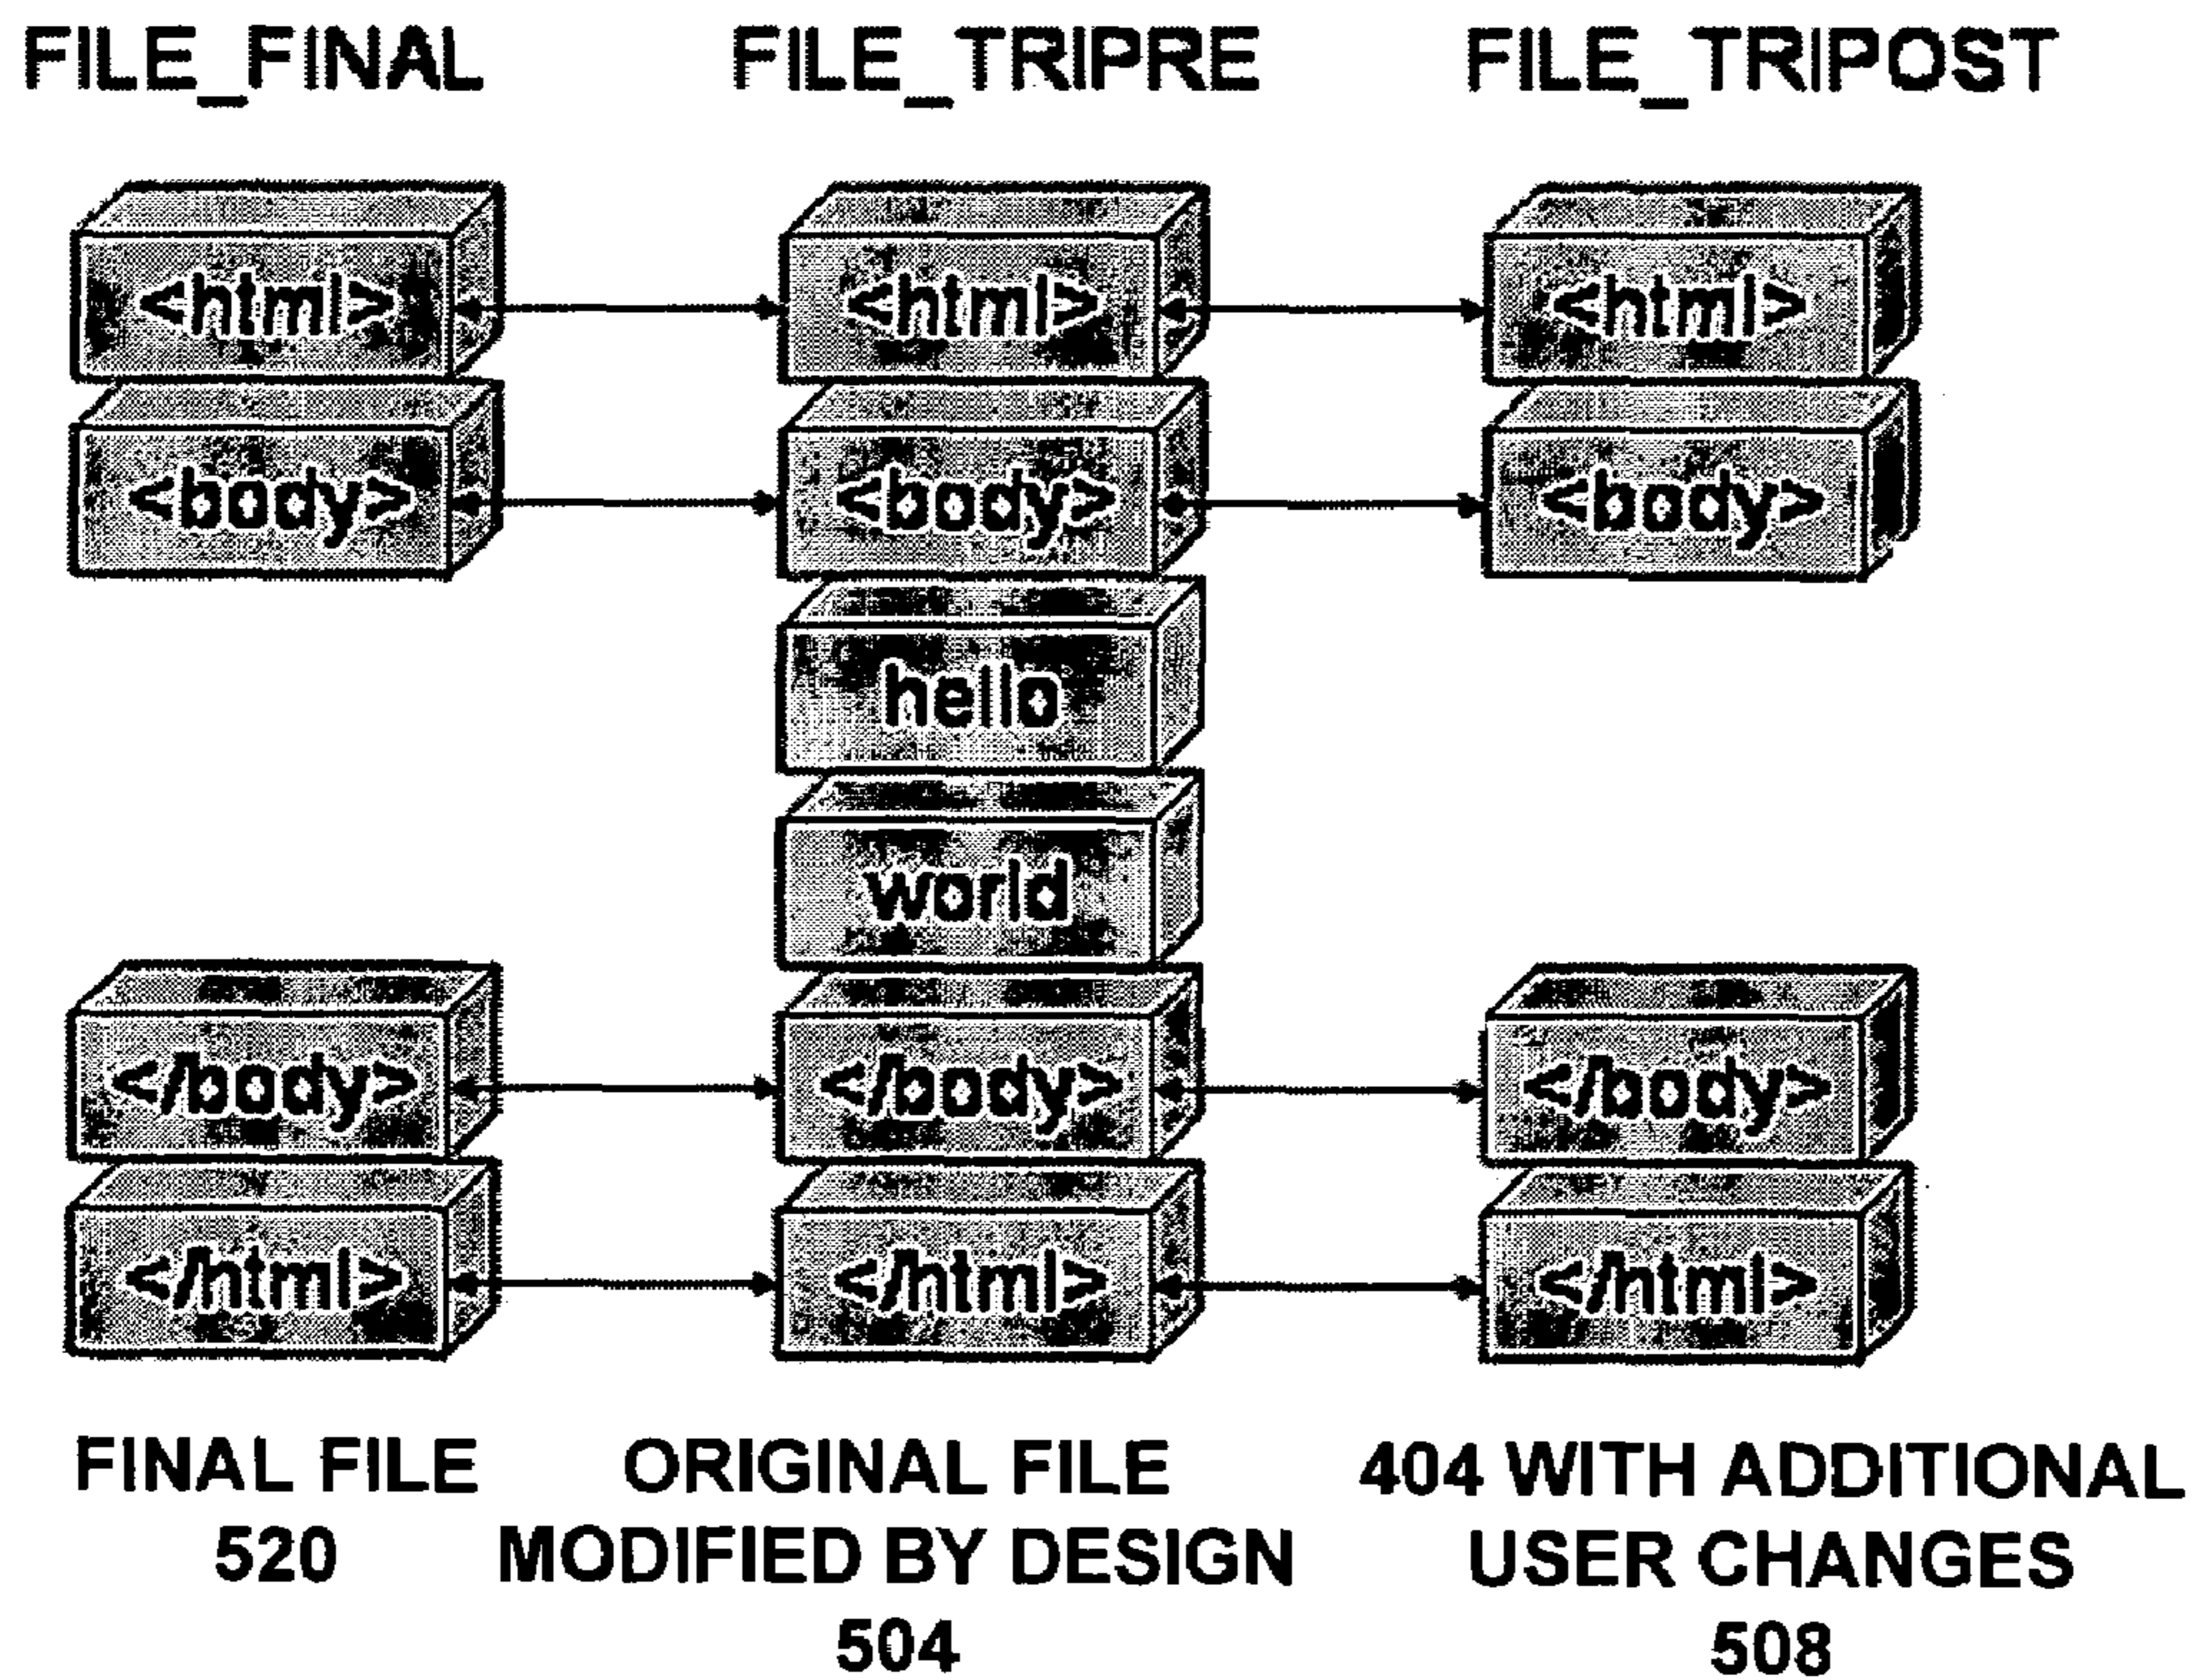 FILE_FINAL FILE_TRIPRE FILE_TRIPOST
<html> <html> <html>
<body> <body> <body>
hello
world
</body> </body> </body>
</html> </html> </html>
FINAL FILE
520
ORIGINAL FILE
MODIFIED BY DESIGN
504
404 WITH ADDITIONAL
USER CHANGES
508